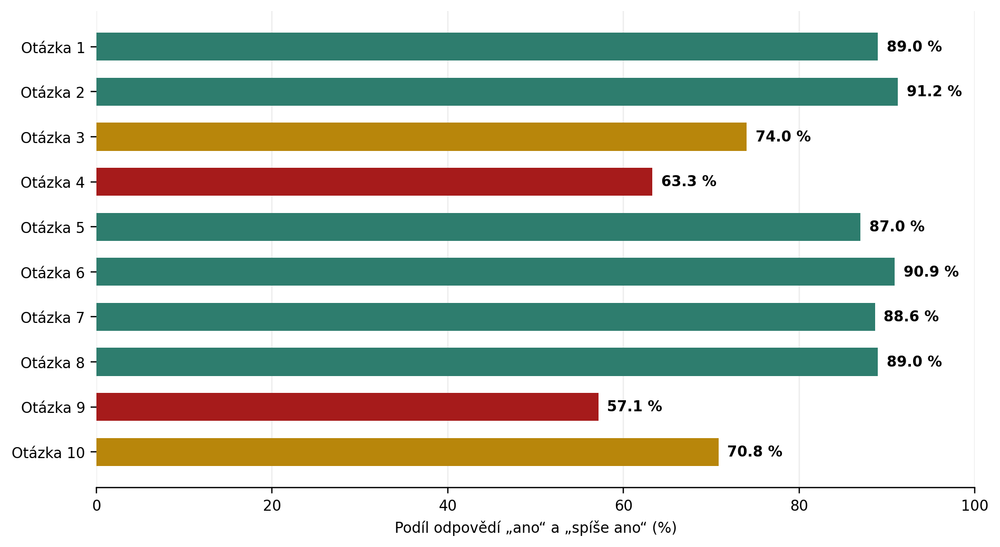 Otázka 1 89.0 %
Otázka 2 91.2 %
Otázka 3 74.0 %
Otázka 4 63.3 %
Otázka 5 87.0 %
Otázka 6 90.9 %
Otázka 7 88.6 %
Otázka 8 89.0 %
Otázka 9 57.1 %
Otázka 10 70.8 %
0 20 40 60 80 100
Podíl odpovědí „ano“ a „spíše ano“ (%)